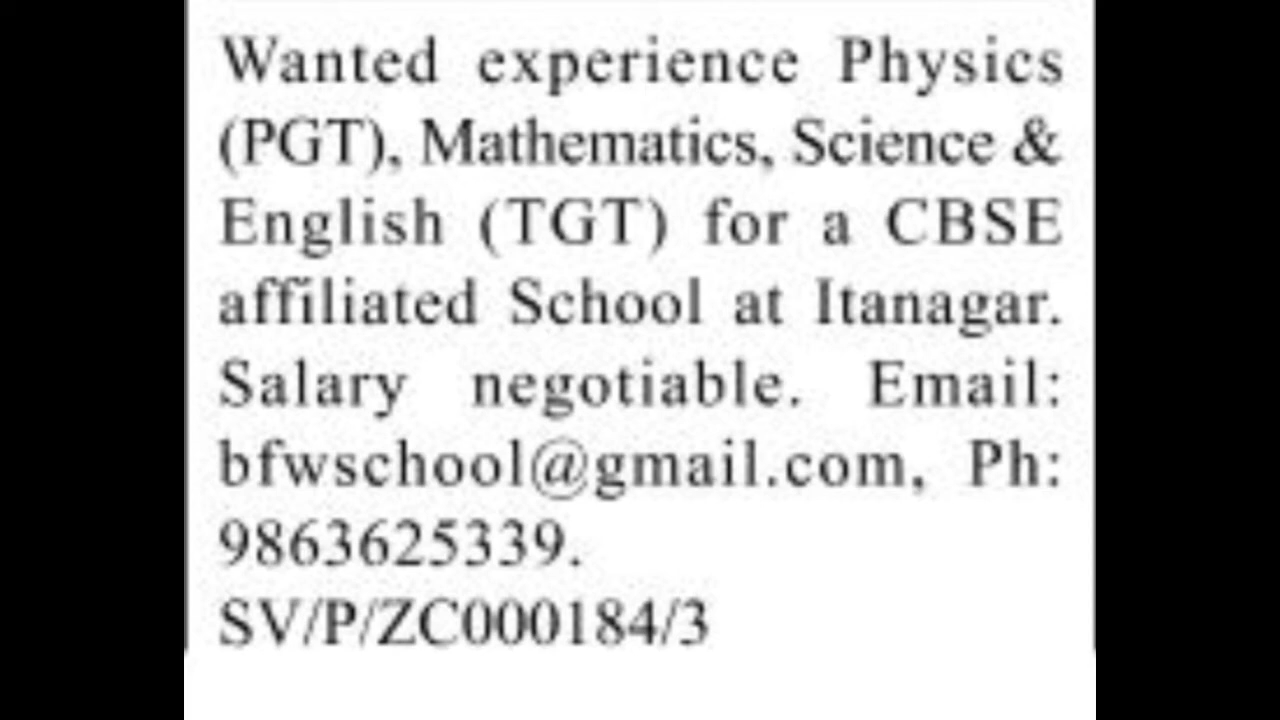 Wanted experience Physics
(PGT), Mathematics, Science &
English (TGT) for a CBSE
affiliated School at Itanagar.
Salary negotiable. Email:
bfwschool@gmail.com, Ph:
9863625339.
SV/P/ZC000184/3